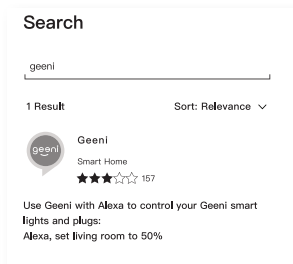 Search
geeni
1 Result Sort: Relevance
geeni
Geeni
Smart Home
157
Use Geeni with Alexa to control your Geeni smart
lights and plugs:
Alexa, set living room to 50%